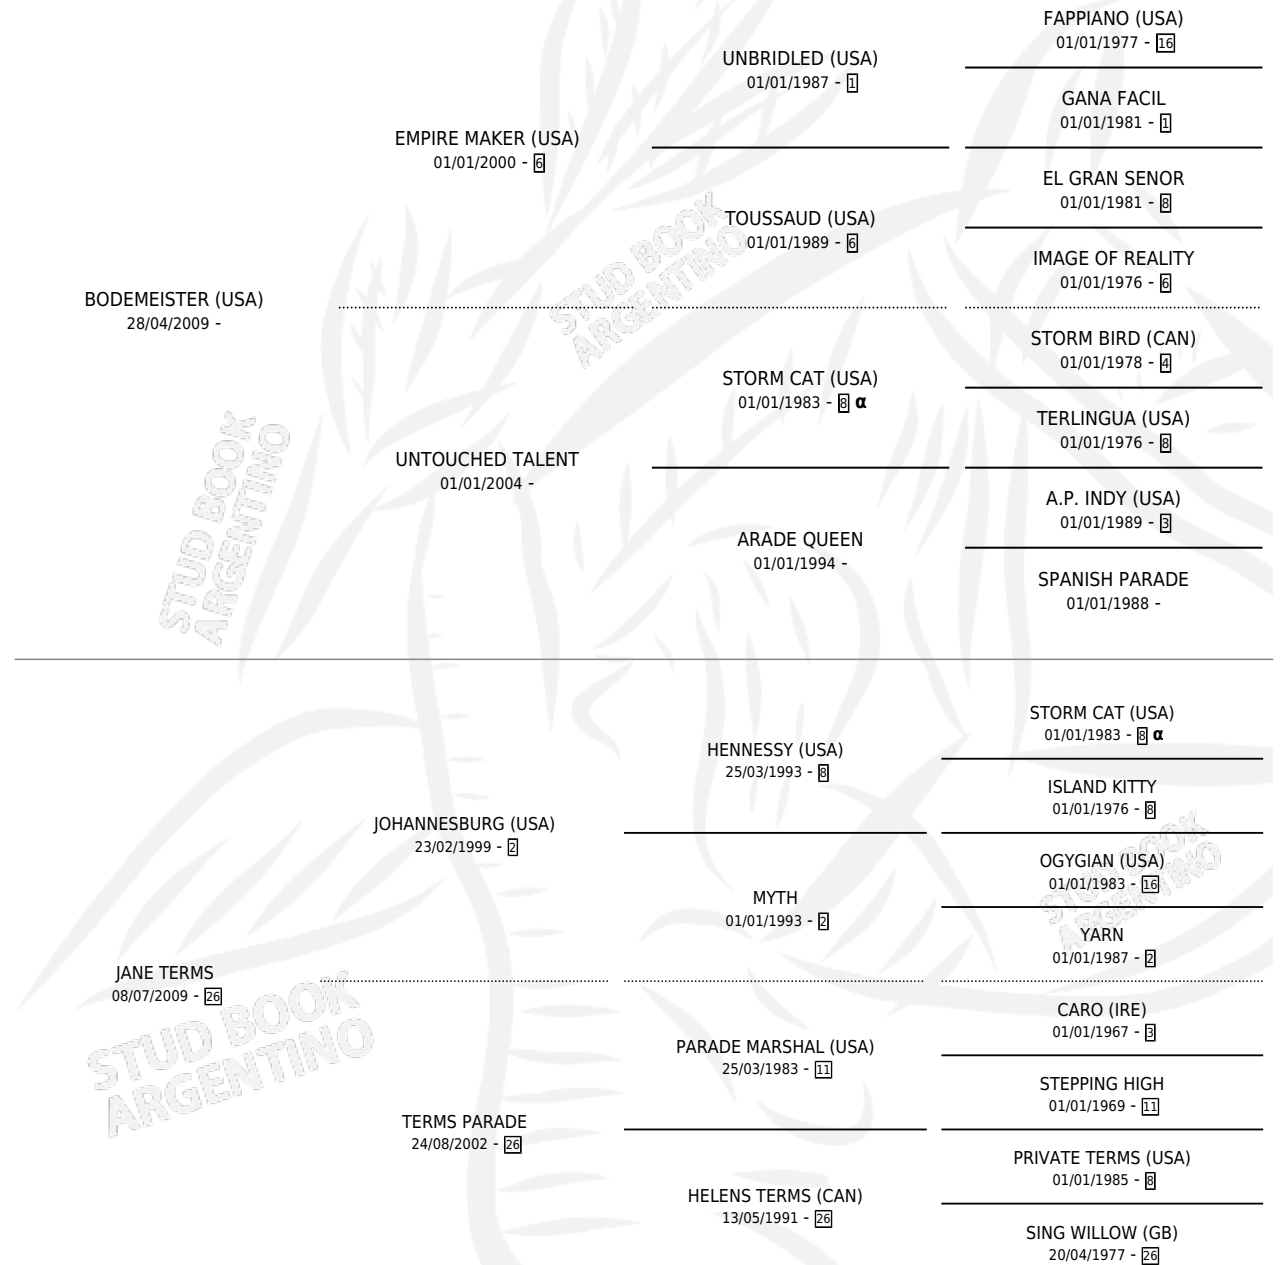 FAPPIANO (USA)
01/01/1977 - 16
UNBRIDLED (USA)
01/01/1987 - 1
GANA FACIL
01/01/1981 - 1
EMPIRE MAKER (USA)
01/01/2000 - 6
EL GRAN SENOR
01/01/1981 - 8
TOUSSAUD (USA)
01/01/1989 - 6
IMAGE OF REALITY
01/01/1976 - 6
STUD BOOK
ARGENTINO
BODEMEISTER (USA)
28/04/2009 -
STORM BIRD (CAN)
01/01/1978 - 4
STORM CAT (USA)
01/01/1983 - 8 α
TERLINGUA (USA)
01/01/1976 - 8
UNTOUCHED TALENT
01/01/2004 -
A.P. INDY (USA)
01/01/1989 - 3
ARADE QUEEN
01/01/1994 -
SPANISH PARADE
01/01/1988 -
STUD BOOK
ARGENTINO
STORM CAT (USA)
01/01/1983 - 8 α
HENNESSY (USA)
25/03/1993 - 8
ISLAND KITTY
01/01/1976 - 8
JOHANNESBURG (USA)
23/02/1999 - 2
OGYGIAN (USA)
01/01/1983 - 16
STUD BOOK
ARGENTINO
MYTH
01/01/1993 - 2
YARN
01/01/1987 - 2
JANE TERMS
08/07/2009 - 26
STUD BOOK
ARGENTINO
CARO (IRE)
01/01/1967 - 3
PARADE MARSHAL (USA)
25/03/1983 - 11
STEPPING HIGH
01/01/1969 - 11
TERMS PARADE
24/08/2002 - 26
PRIVATE TERMS (USA)
01/01/1985 - 8
HELENS TERMS (CAN)
13/05/1991 - 26
SING WILLOW (GB)
20/04/1977 - 26